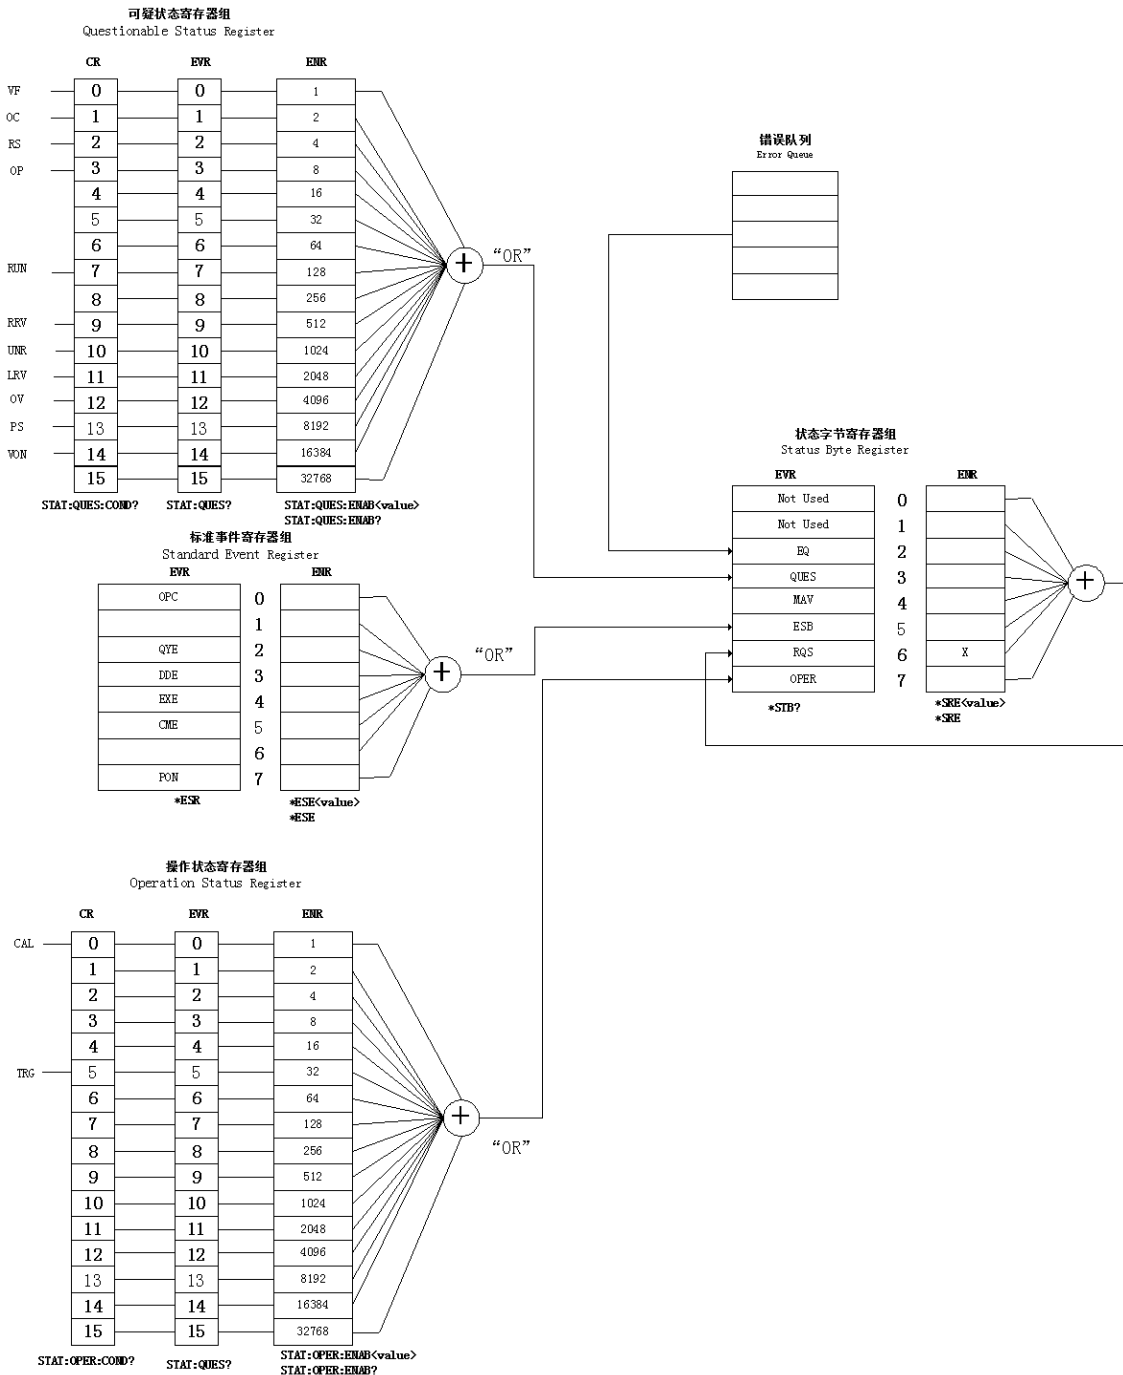 可疑状态寄存器组
Questionable Status Register
CR EVR ENR
VF 0 0 1
OC 1 1 2
RS 2 2 4
OP 3 3 8
4 4 16
5 5 32
6 6 64
RUN 7 7 128
8 8 256
RRV 9 9 512
UNR 10 10 1024
LRV 11 11 2048
OV 12 12 4096
PS 13 13 8192
WON 14 14 16384
15 15 32768
STAT:QUES:COND? STAT:QUES? STAT:QUES:ENAB<value>
STAT:QUES:ENAB?
“OR”
错误队列
Error Queue
标准事件寄存器组
Standard Event Register
EVR ENR
OPC 0
1
QYE 2
DDE 3
EXE 4
CME 5
6
PON 7
*ESR *ESE<value>
*ESE
“OR”
状态字节寄存器组
Status Byte Register
EVR ENR
Not Used 0
Not Used 1
EQ 2
QUES 3
MAV 4
ESB 5
RQS 6 X
OPER 7
*STB? *SRE<value>
*SRE
操作状态寄存器组
Operation Status Register
CR EVR ENR
CAL 0 0 1
1 1 2
2 2 4
3 3 8
4 4 16
TRG 5 5 32
6 6 64
7 7 128
8 8 256
9 9 512
10 10 1024
11 11 2048
12 12 4096
13 13 8192
14 14 16384
15 15 32768
STAT:OPER:COND? STAT:QUES? STAT:OPER:ENAB<value>
STAT:OPER:ENAB?
“OR”